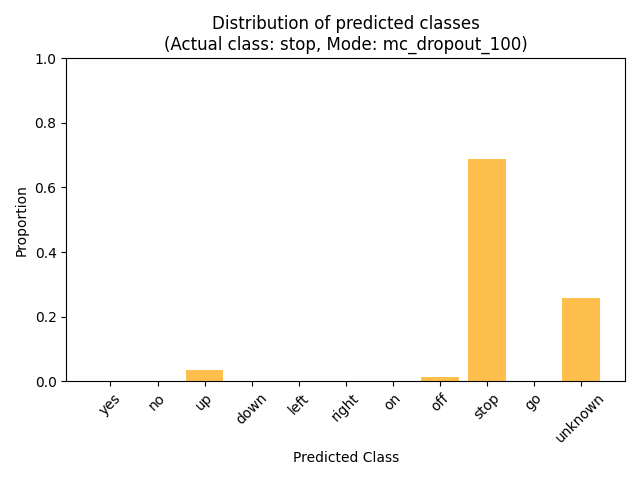 Distribution of predicted classes
(Actual class: stop, Mode: mc_dropout_100)
1.0
0.8
0.6
0.4
0.2
0.0
Proportion
yes
no
up
down
left
right
on
off
stop
go
unknown
Predicted Class